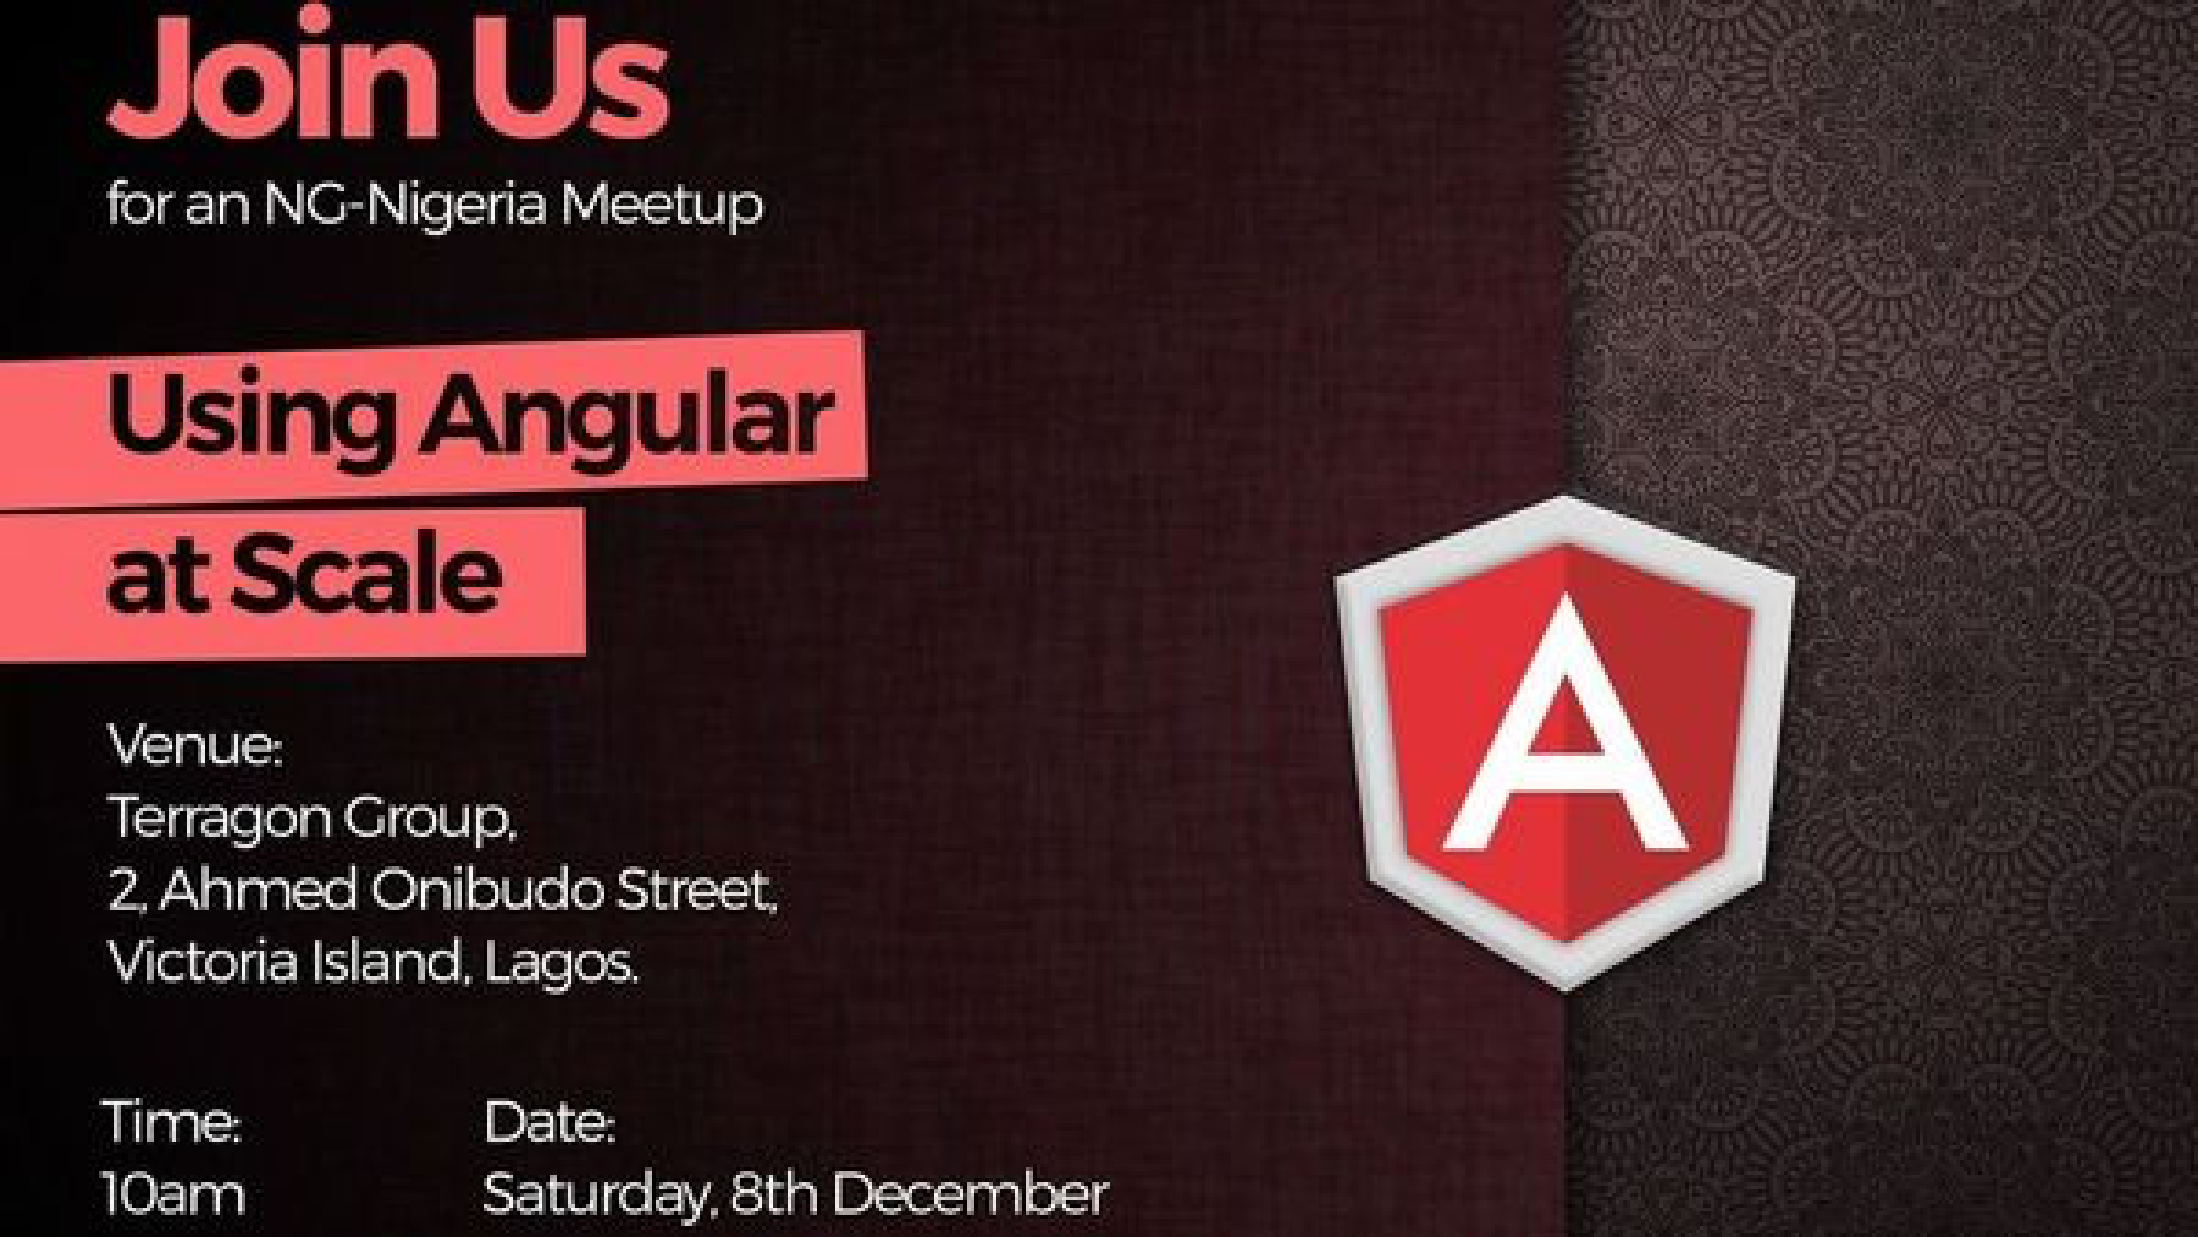 Join Us
for an NG-Nigeria Meetup
Using Angular
at Scale
Venue:
Terragon Group,
2, Ahmed Onibudo Street,
Victoria Island, Lagos.
Time:
10am
Date:
Saturday, 8th December
A